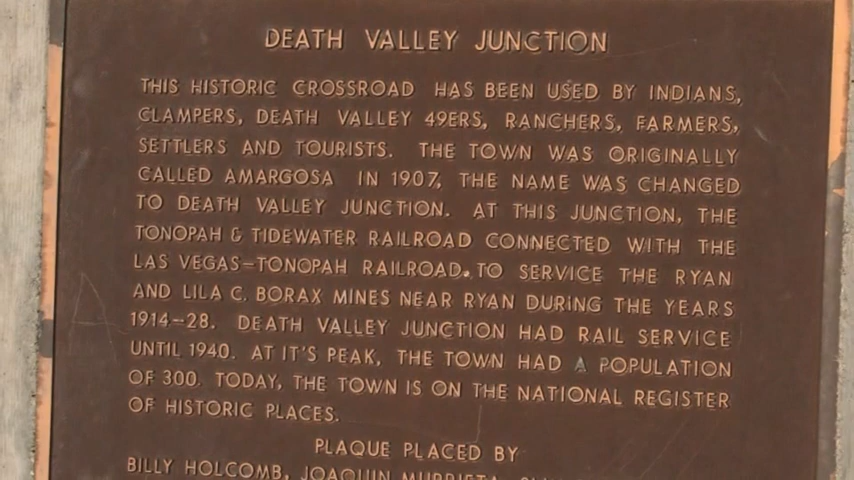 DEATH VALLEY JUNCTION
THIS HISTORIC CROSSROAD HAS BEEN USED BY INDIANS,
CLAMPERS, DEATH VALLEY 49ERS, RANCHERS, FARMERS,
SETTLERS AND TOURISTS. THE TOWN WAS ORIGINALLY
CALLED AMARGOSA IN 1907, THE NAME WAS CHANGED
TO DEATH VALLEY JUNCTION. AT THIS JUNCTION, THE
TONOPAH & TIDEWATER RAILROAD CONNECTED WITH THE
LAS VEGAS-TONOPAH RAILROAD. TO SERVICE THE RYAN
AND LILA C. BORAX MINES NEAR RYAN DURING THE YEARS
1914-28. DEATH VALLEY JUNCTION HAD RAIL SERVICE
UNTIL 1940. AT IT'S PEAK, THE TOWN HAD A POPULATION
OF 300. TODAY, THE TOWN IS ON THE NATIONAL REGISTER
OF HISTORIC PLACES.
PLAQUE PLACED BY
BILLY HOLCOMB, JOAQUIN MURRIETA,